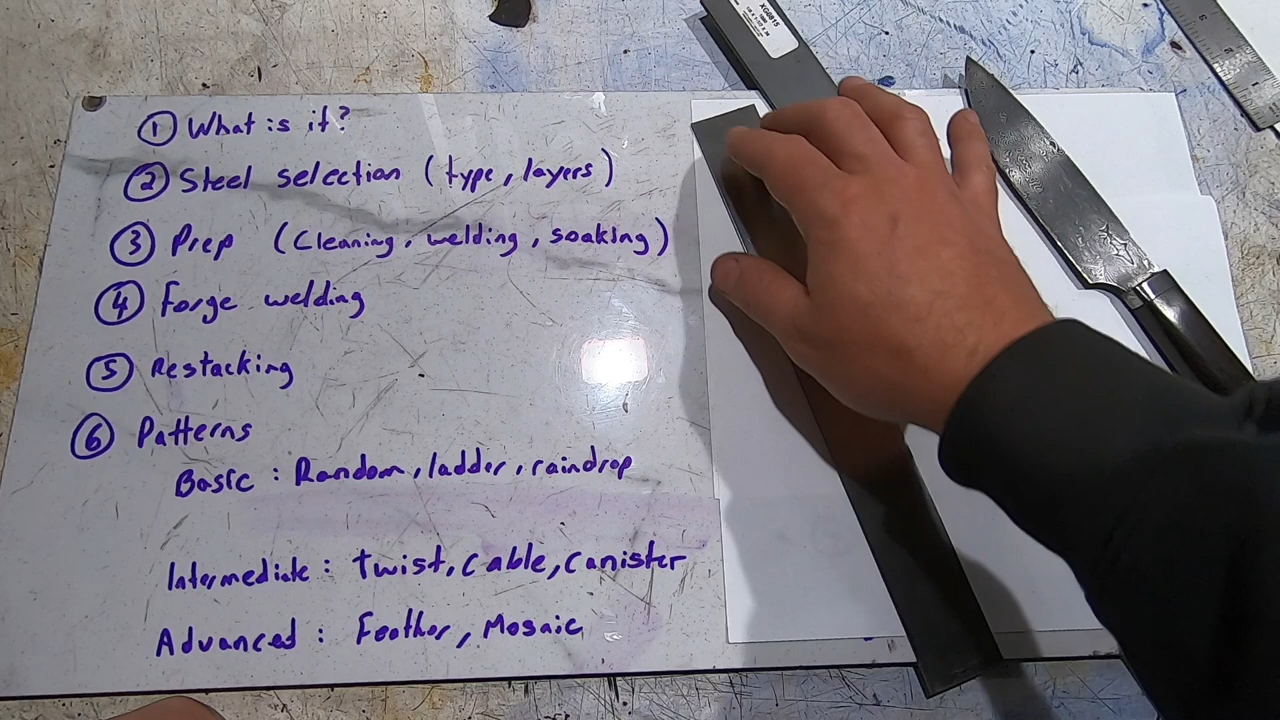 ① What is it?
② Steel selection (type, layers)
③ Prep (Cleaning, welding, soaking)
④ Forge welding
⑤ Restacking
⑥ Patterns
Basic : Random, ladder, raindrop
Intermediate : twist, cable, canister
Advanced : Feather, Mosaic
XG6815